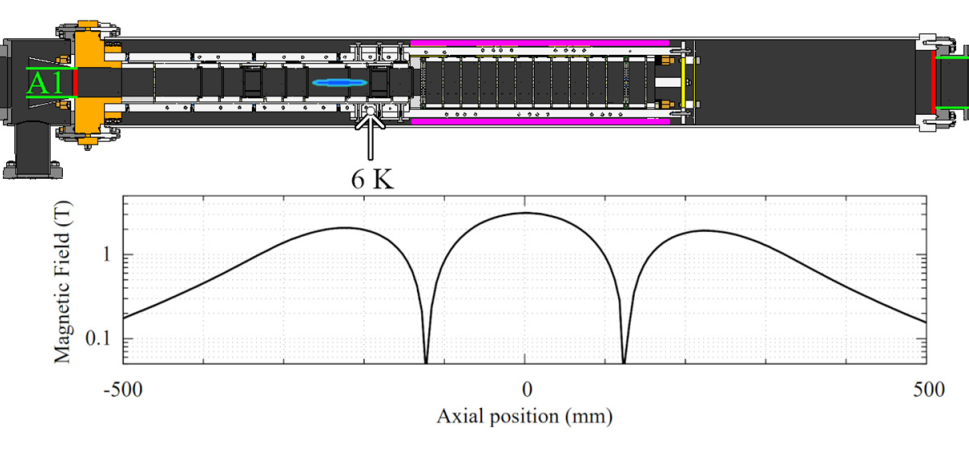 A1
6 K
Magnetic Field (T)
1
0.1
-500
0
500
Axial position (mm)